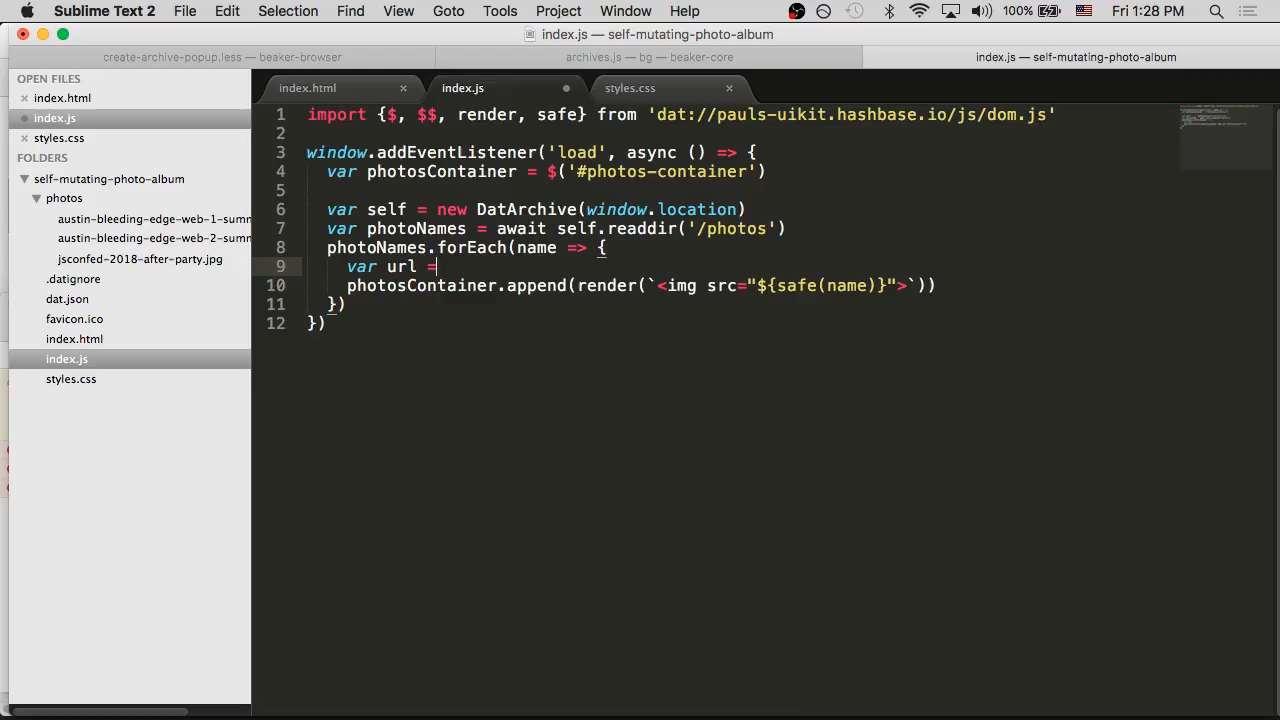 Sublime Text 2 File Edit Selection Find View Goto Tools Project Window Help 100% Fri 1:28 PM
index.js — self-mutating-photo-album
create-archive-popup.less — beaker-browser archives.js — bg — beaker-core index.js — self-mutating-photo-album
OPEN FILES
index.html
index.js
styles.css
FOLDERS
self-mutating-photo-album
photos
austin-bleeding-edge-web-1-summ
austin-bleeding-edge-web-2-summ
jsconfed-2018-after-party.jpg
.datignore
dat.json
favicon.ico
index.html
index.js
styles.css
index.html index.js styles.css
1 import {$, $$, render, safe} from 'dat://pauls-uikit.hashbase.io/js/dom.js'
2
3 window.addEventListener('load', async () => {
4 var photosContainer = $('#photos-container')
5
6 var self = new DatArchive(window.location)
7 var photoNames = await self.readdir('/photos')
8 photoNames.forEach(name => {
9 var url =
10 photosContainer.append(render(`<img src="${safe(name)}">`))
11 })
12 })